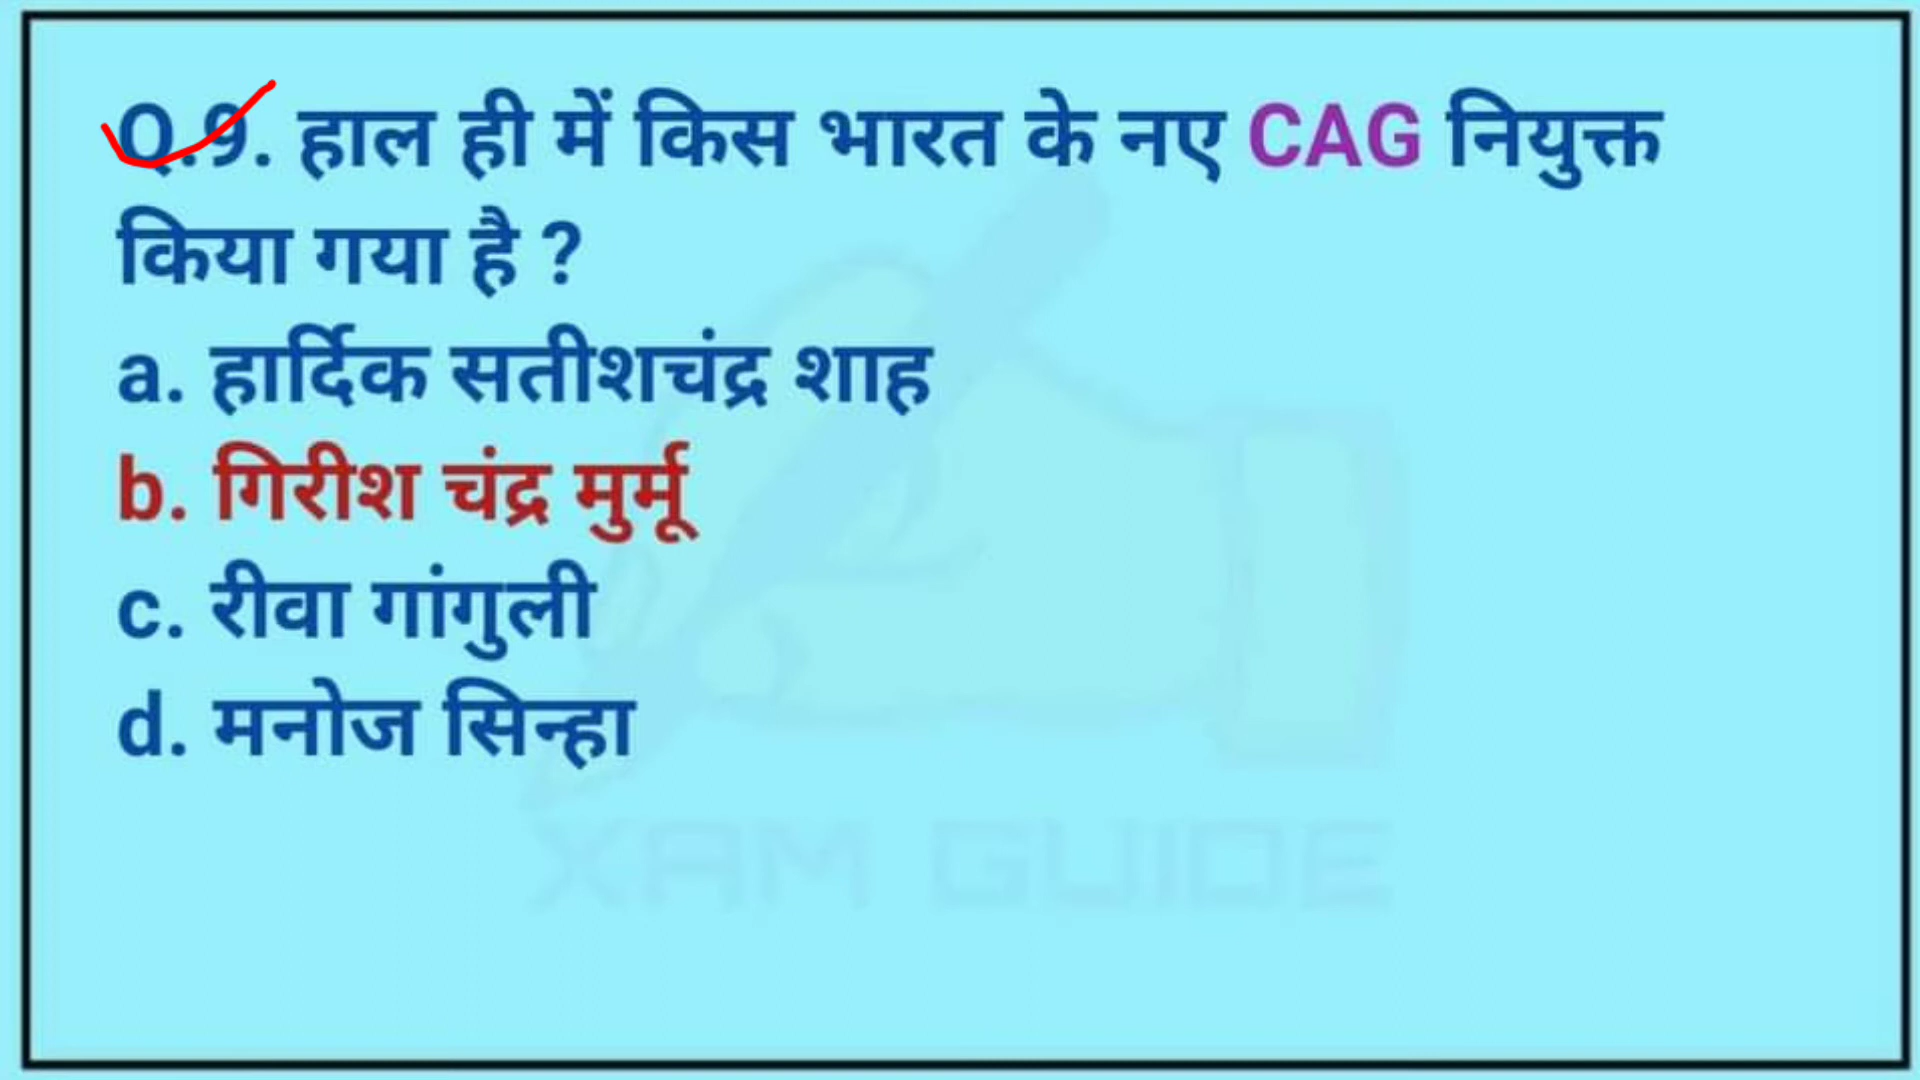 Q.9. हाल ही में किस भारत के नए CAG नियुक्त
किया गया है ?
a. हार्दिक सतीशचंद्र शाह
b. गिरीश चंद्र मुर्मू
c. रीवा गांगुली
d. मनोज सिन्हा
XAM GUIDE